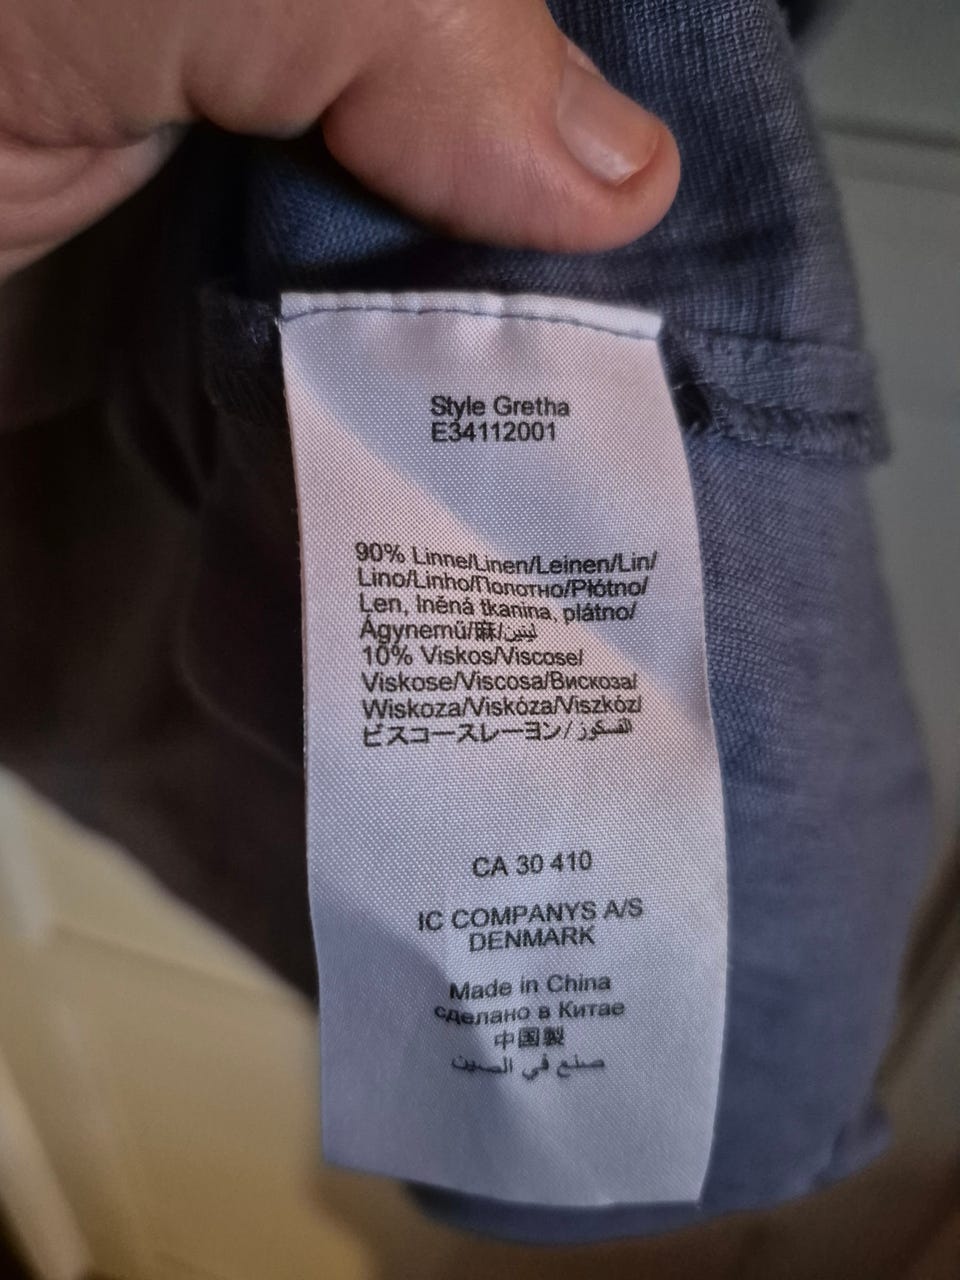 Style Gretha
E34112001
90% Linne/Linen/Leinen/Lin/
Lino/Linho/Полотно/Płótno/
Len, lněná tkanina, plátno/
Ágynemű/麻/لينين
10% Viskos/Viscose/
Viskose/Viscosa/Вискоза/
Wiskoza/Viskóza/Viszkóz/
ビスコースレーヨン/الفسكوز
CA 30 410
IC COMPANYS A/S
DENMARK
Made in China
сделано в Китае
中国製
صنع في الصين